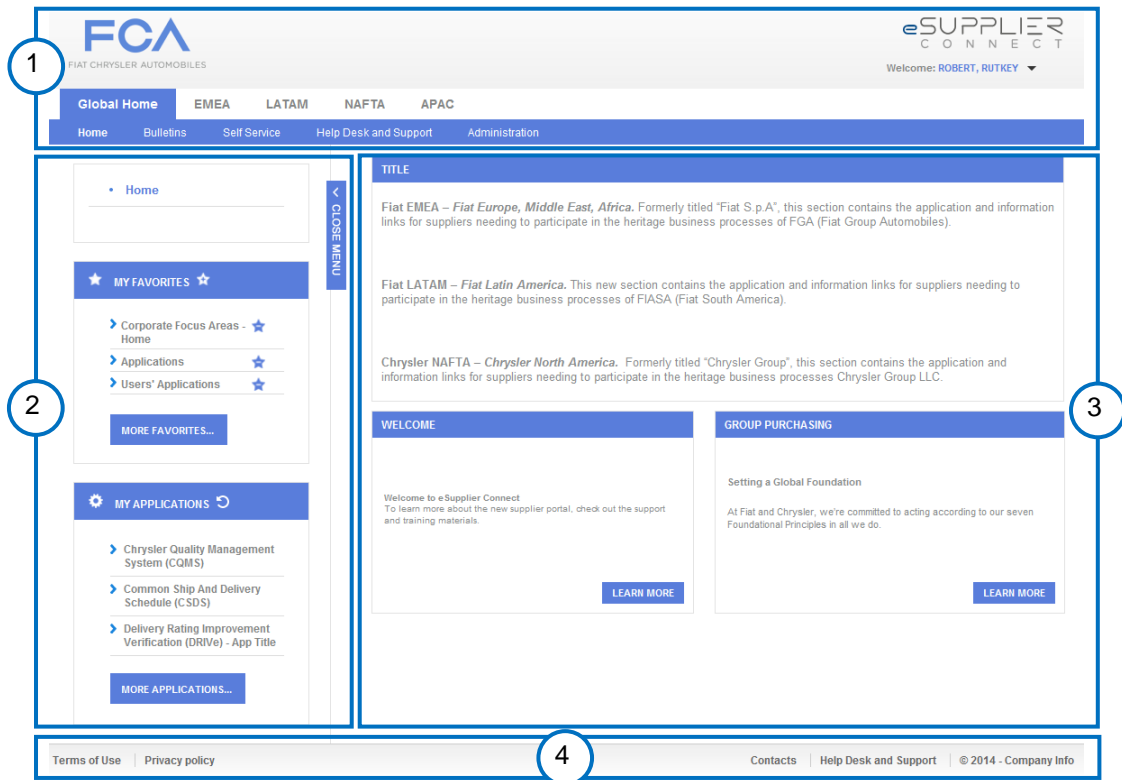 FCA
FIAT CHRYSLER AUTOMOBILES
eSUPPLIER
CONNECT
Welcome: ROBERT, RUTKEY
1
Global Home EMEA LATAM NAFTA APAC
Home Bulletins Self Service Help Desk and Support Administration
2
• Home
CLOSE MENU
MY FAVORITES
Corporate Focus Areas -
Home
Applications
Users' Applications
MORE FAVORITES...
MY APPLICATIONS
Chrysler Quality Management
System (CQMS)
Common Ship And Delivery
Schedule (CSDS)
Delivery Rating Improvement
Verification (DRIVe) - App Title
MORE APPLICATIONS...
3
TITLE
Fiat EMEA – Fiat Europe, Middle East, Africa. Formerly titled “Fiat S.p.A”, this section contains the application and information
links for suppliers needing to participate in the heritage business processes of FGA (Fiat Group Automobiles).
Fiat LATAM – Fiat Latin America. This new section contains the application and information links for suppliers needing to
participate in the heritage business processes of FIASA (Fiat South America).
Chrysler NAFTA – Chrysler North America. Formerly titled “Chrysler Group”, this section contains the application and
information links for suppliers needing to participate in the heritage business processes Chrysler Group LLC.
WELCOME
Welcome to eSupplier Connect
To learn more about the new supplier portal, check out the support
and training materials.
LEARN MORE
GROUP PURCHASING
Setting a Global Foundation
At Fiat and Chrysler, we're committed to acting according to our seven
Foundational Principles in all we do.
LEARN MORE
4
Terms of Use Privacy policy Contacts Help Desk and Support © 2014 - Company Info